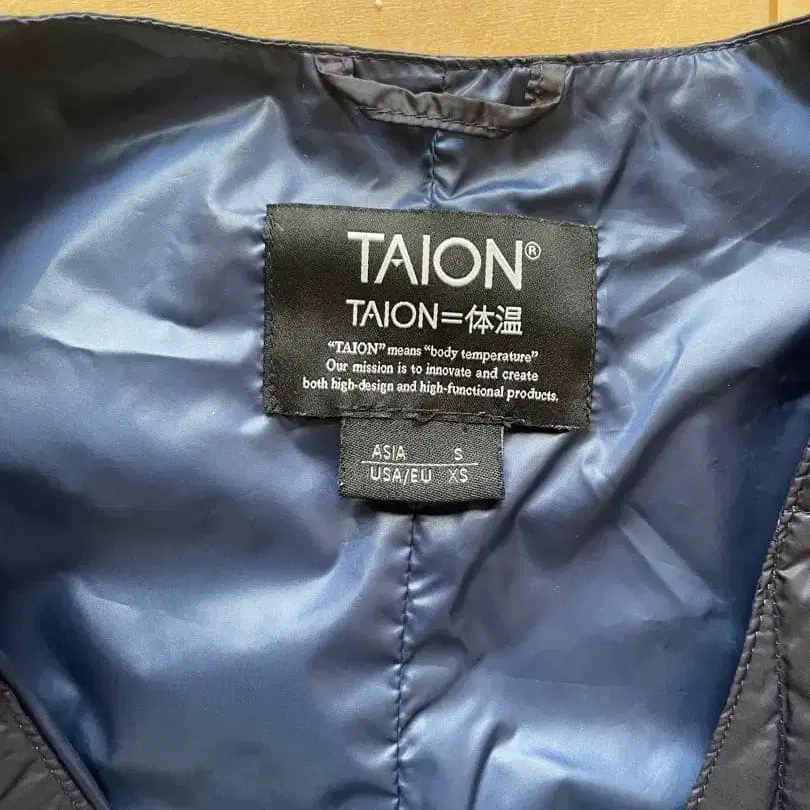 TAION®
TAION=体温
“TAION” means “body temperature”
Our mission is to innovate and create
both high-design and high-functional products.
ASIA S
USA/EU XS